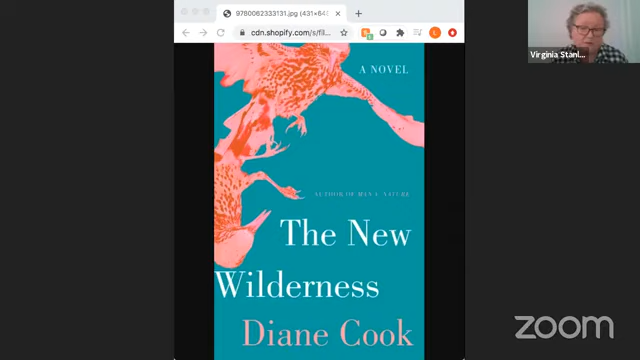 9780062333131.jpg (431×64
cdn.shopify.com/s/fil...
A NOVEL
AUTHOR OF MAN V. NATURE
The New
Wilderness
Diane Cook
Virginia Stanl...
zoom